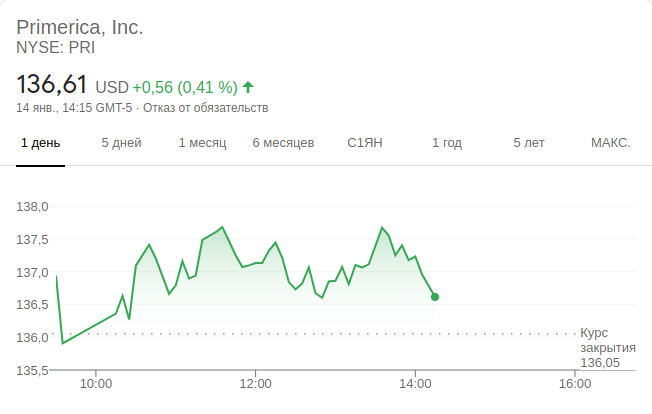 Primerica, Inc.
NYSE: PRI
136,61 USD +0,56 (0,41 %)
14 янв., 14:15 GMT-5 · Отказ от обязательств
1 день 5 дней 1 месяц 6 месяцев С1ЯН 1 год 5 лет МАКС.
138,0
137,5
137,0
136,5
136,0
135,5
Курс
закрытия
136,05
10:00 12:00 14:00 16:00